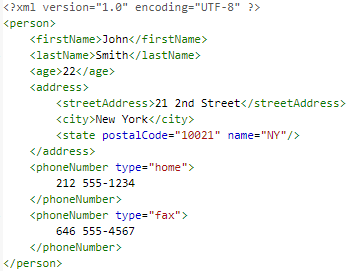 <?xml version="1.0" encoding="UTF-8" ?>
<person>
    <firstName>John</firstName>
    <lastName>Smith</lastName>
    <age>22</age>
    <address>
        <streetAddress>21 2nd Street</streetAddress>
        <city>New York</city>
        <state postalCode="10021" name="NY"/>
    </address>
    <phoneNumber type="home">
        212 555-1234
    </phoneNumber>
    <phoneNumber type="fax">
        646 555-4567
    </phoneNumber>
</person>